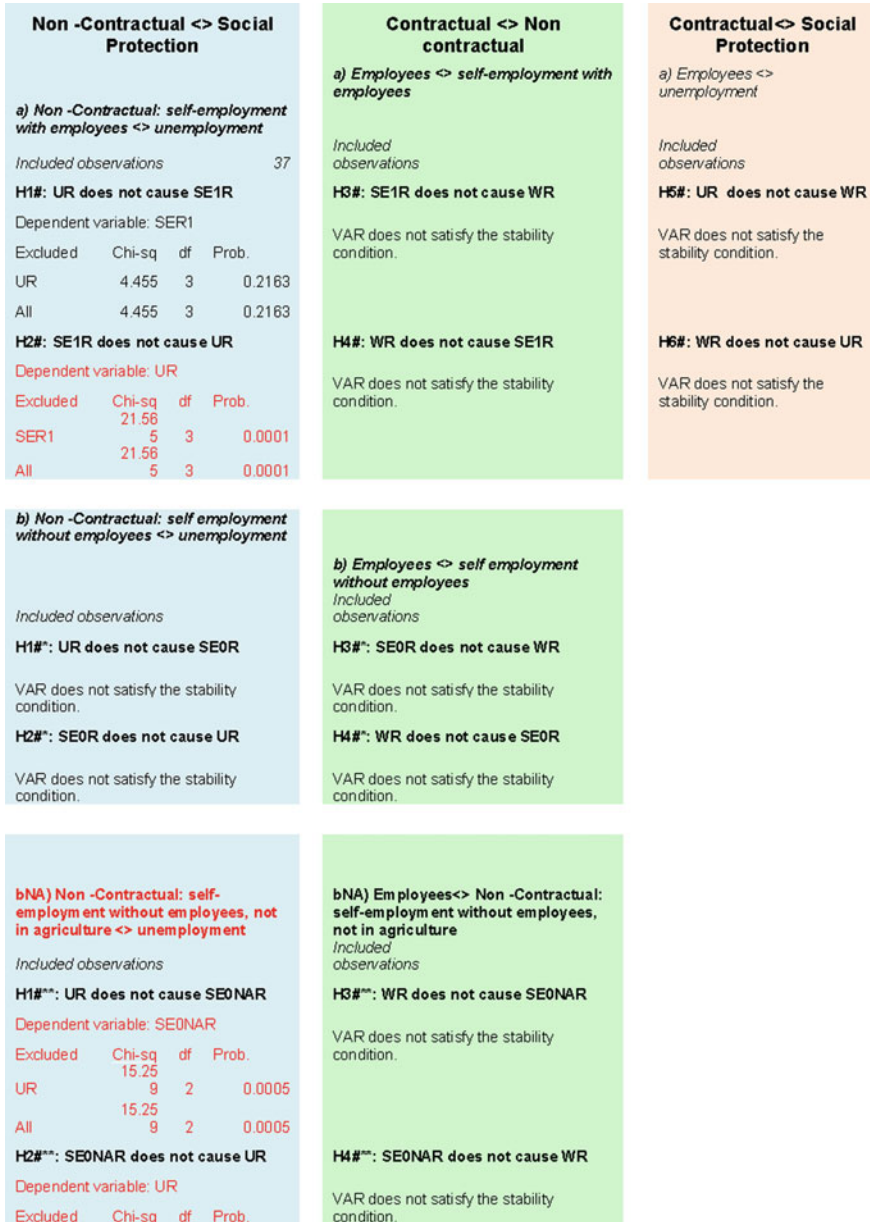 Non -Contractual <> Social
Protection
a) Non -Contractual: self-employment
with employees <> unemployment
Included observations 37
H1#: UR does not cause SE1R
Dependent variable: SER1
Excluded Chi-sq df Prob.
UR 4.455 3 0.2163
All 4.455 3 0.2163
H2#: SE1R does not cause UR
Dependent variable: UR
Excluded Chi-sq df Prob.
21.56
SER1 5 3 0.0001
21.56
All 5 3 0.0001
Contractual <> Non
contractual
a) Employees <> self-employment with
employees
Included
observations
H3#: SE1R does not cause WR
VAR does not satisfy the stability
condition.
H4#: WR does not cause SE1R
VAR does not satisfy the stability
condition.
Contractual<> Social
Protection
a) Employees <>
unemployment
Included
observations
H5#: UR does not cause WR
VAR does not satisfy the
stability condition.
H6#: WR does not cause UR
VAR does not satisfy the
stability condition.
b) Non -Contractual: self employment
without employees <> unemployment
Included observations
H1#*: UR does not cause SE0R
VAR does not satisfy the stability
condition.
H2#*: SE0R does not cause UR
VAR does not satisfy the stability
condition.
b) Employees <> self employment
without employees
Included
observations
H3#*: SE0R does not cause WR
VAR does not satisfy the stability
condition.
H4#*: WR does not cause SE0R
VAR does not satisfy the stability
condition.
bNA) Non -Contractual: self-
employment without employees, not
in agriculture <> unemployment
Included observations
H1#**: UR does not cause SE0NAR
Dependent variable: SE0NAR
Excluded Chi-sq df Prob.
15.25
UR 9 2 0.0005
15.25
All 9 2 0.0005
H2#**: SE0NAR does not cause UR
Dependent variable: UR
Excluded Chi-sq df Prob.
bNA) Employees<> Non -Contractual:
self-employment without employees,
not in agriculture
Included
observations
H3#**: WR does not cause SE0NAR
VAR does not satisfy the stability
condition.
H4#**: SE0NAR does not cause WR
VAR does not satisfy the stability
condition.